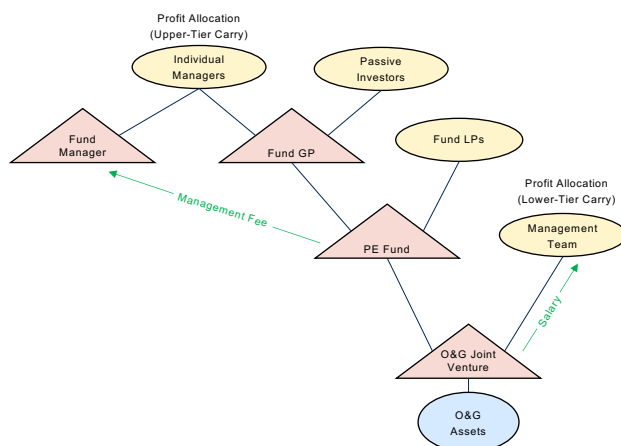 Profit Allocation
(Upper-Tier Carry)
Individual
Managers
Passive
Investors
Fund
Manager
Fund GP
Fund LPs
Management Fee
Profit Allocation
(Lower-Tier Carry)
Management
Team
PE Fund
Salary
O&G Joint
Venture
O&G
Assets